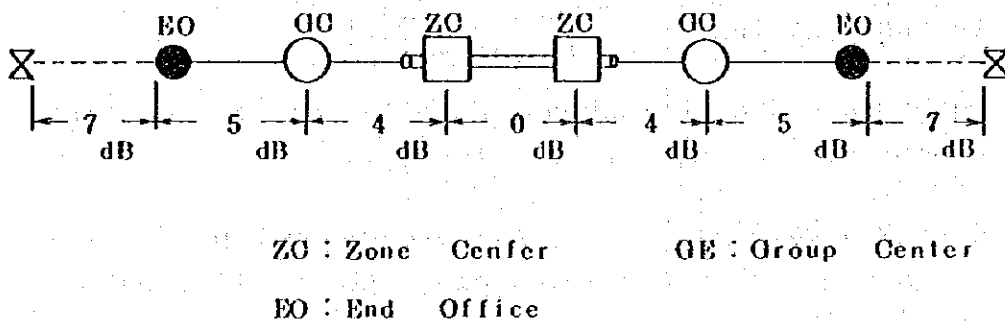 EO GC ZC ZC GC EO
7 5 4 0 4 5 7
dB dB dB dB dB dB dB
ZC : Zone Cenfer GE : Group Center
EO : End Office